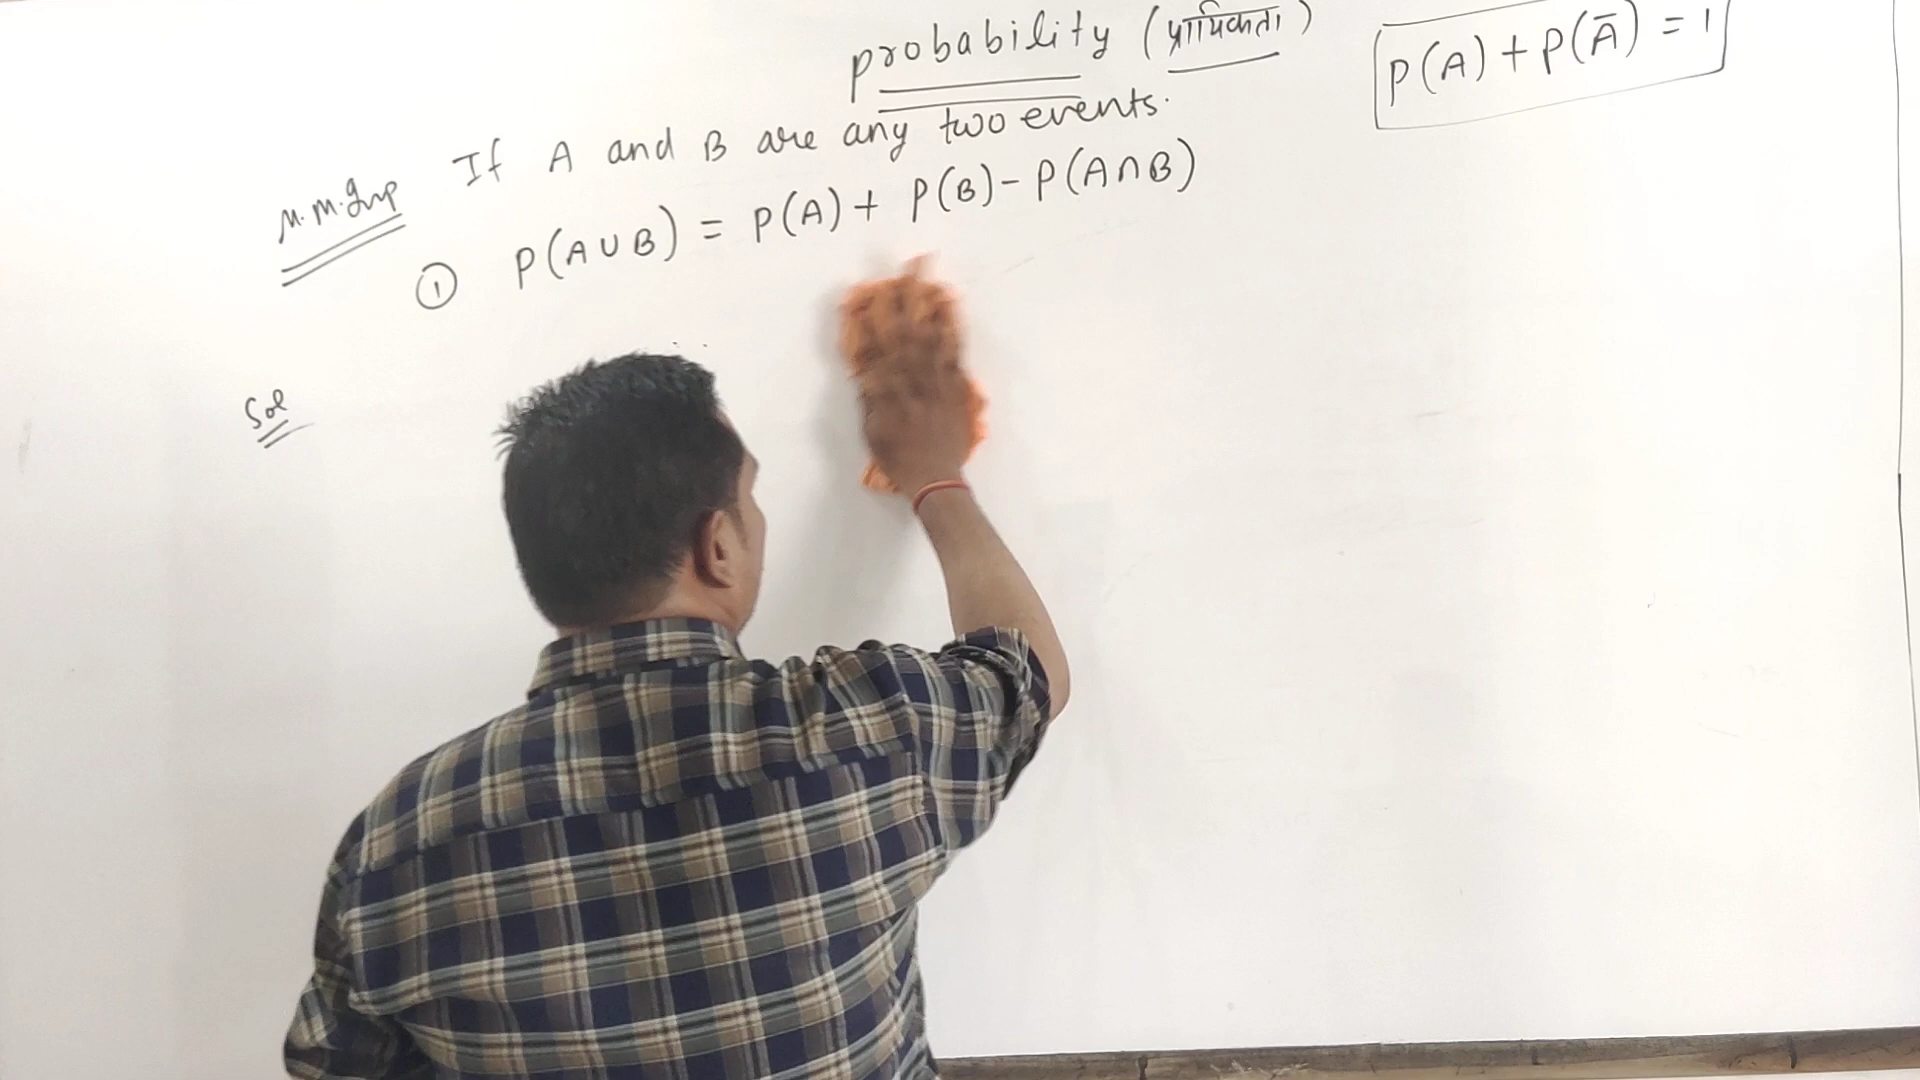 probability (प्रायिकता)
P(A) + P(Ā) = 1
M.M.Imp If A and B are any two events.
① P(A∪B) = P(A) + P(B) - P(A∩B)
Sol